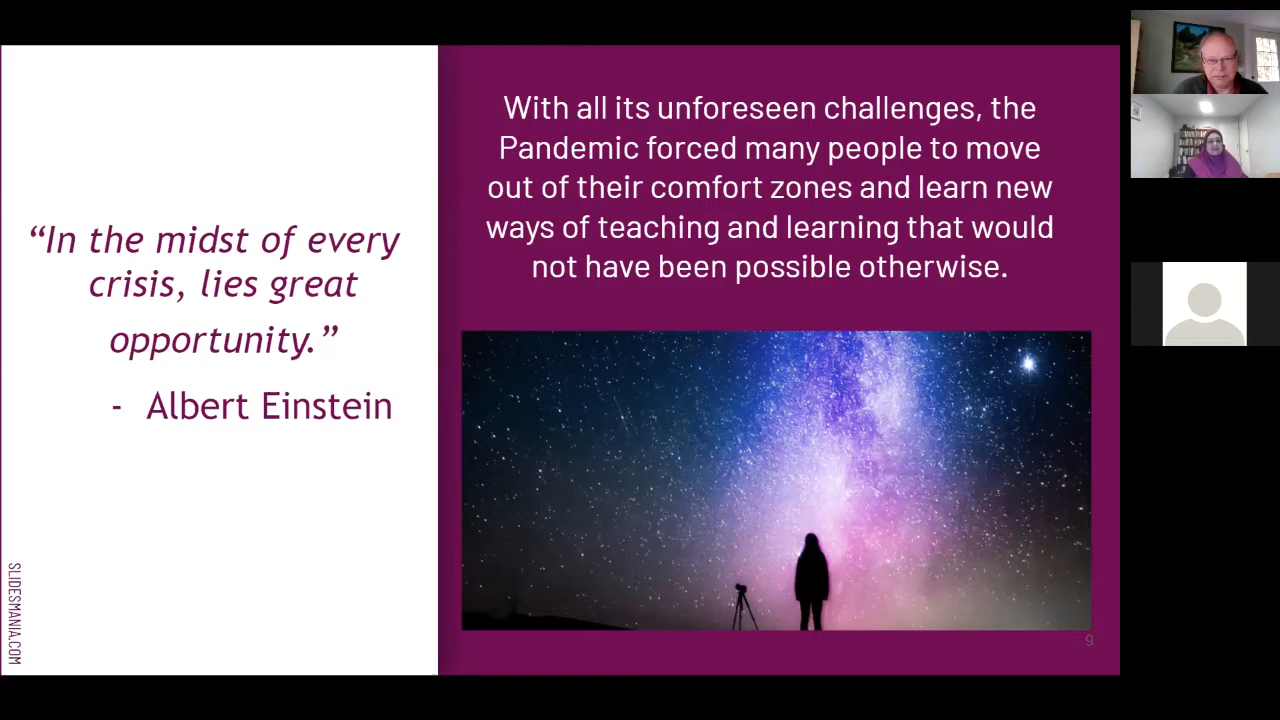 “In the midst of every
crisis, lies great
opportunity.”
- Albert Einstein
With all its unforeseen challenges, the
Pandemic forced many people to move
out of their comfort zones and learn new
ways of teaching and learning that would
not have been possible otherwise.
9
SLIDESMANIA.COM